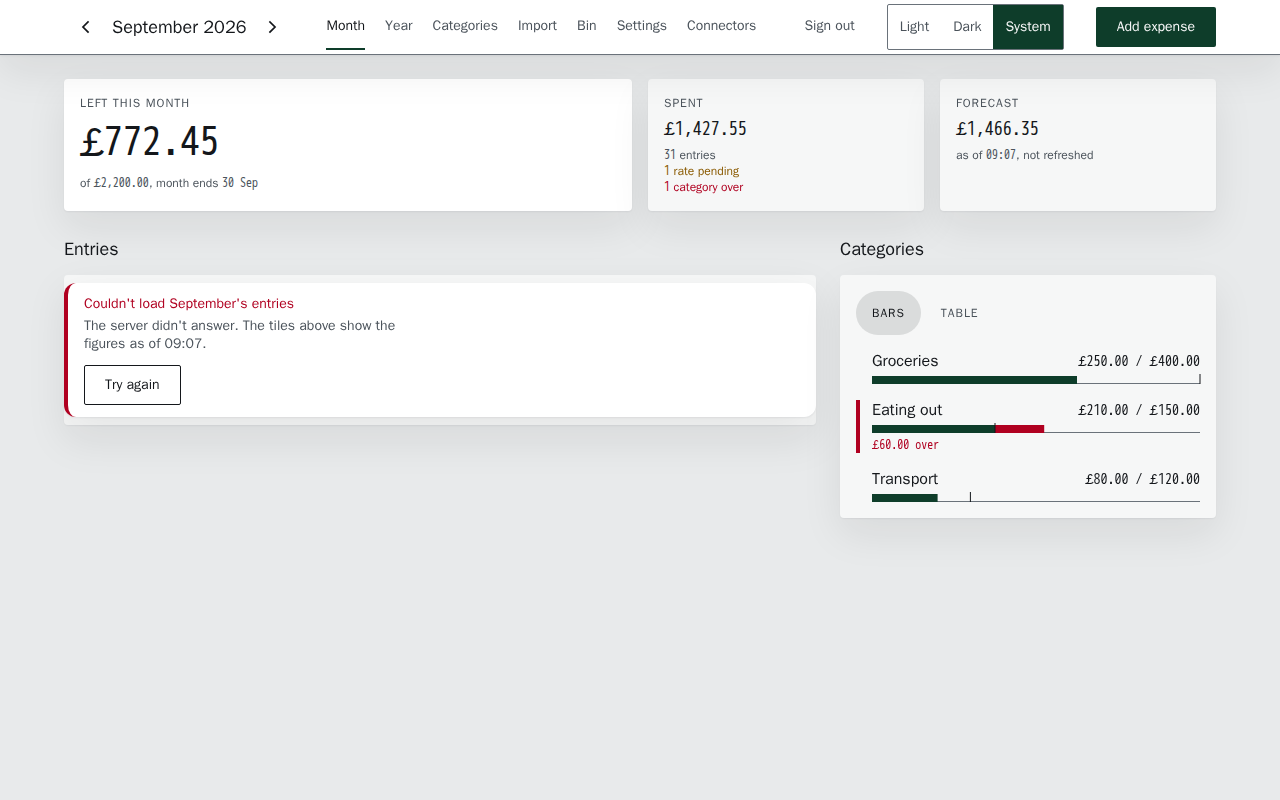 September 2026
Month Year Categories Import Bin Settings Connectors
Sign out
Light Dark System
Add expense
LEFT THIS MONTH
£772.45
of £2,200.00, month ends 30 Sep
SPENT
£1,427.55
31 entries
1 rate pending
1 category over
FORECAST
£1,466.35
as of 09:07, not refreshed
Entries
Couldn't load September's entries
The server didn't answer. The tiles above show the
figures as of 09:07.
Try again
Categories
BARS TABLE
Groceries £250.00 / £400.00
Eating out £210.00 / £150.00
£60.00 over
Transport £80.00 / £120.00